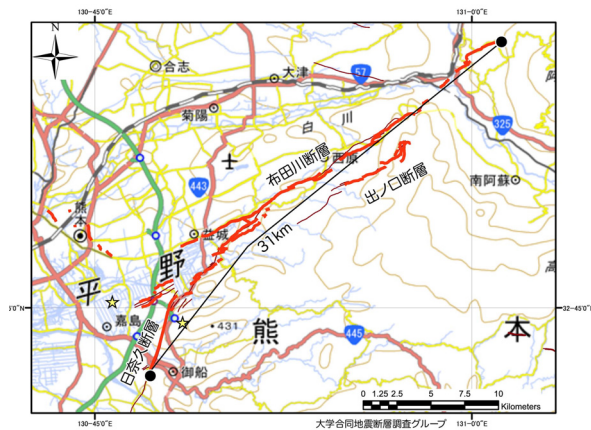 130-45'0"E
131-0'0"E
N
合志
大津
57
菊陽
白川
325
西原
443
布田川断層
出ノ口断層
南阿蘇
熊本
益城
31km
野
平
5'0"N
32-45'0"N
嘉島
431
熊
本
445
日奈久断層
御船
0 1.25 2.5 5 7.5 10
Kilometers
130-45'0"E
131-0'0"E
大学合同地震断層調査グループ